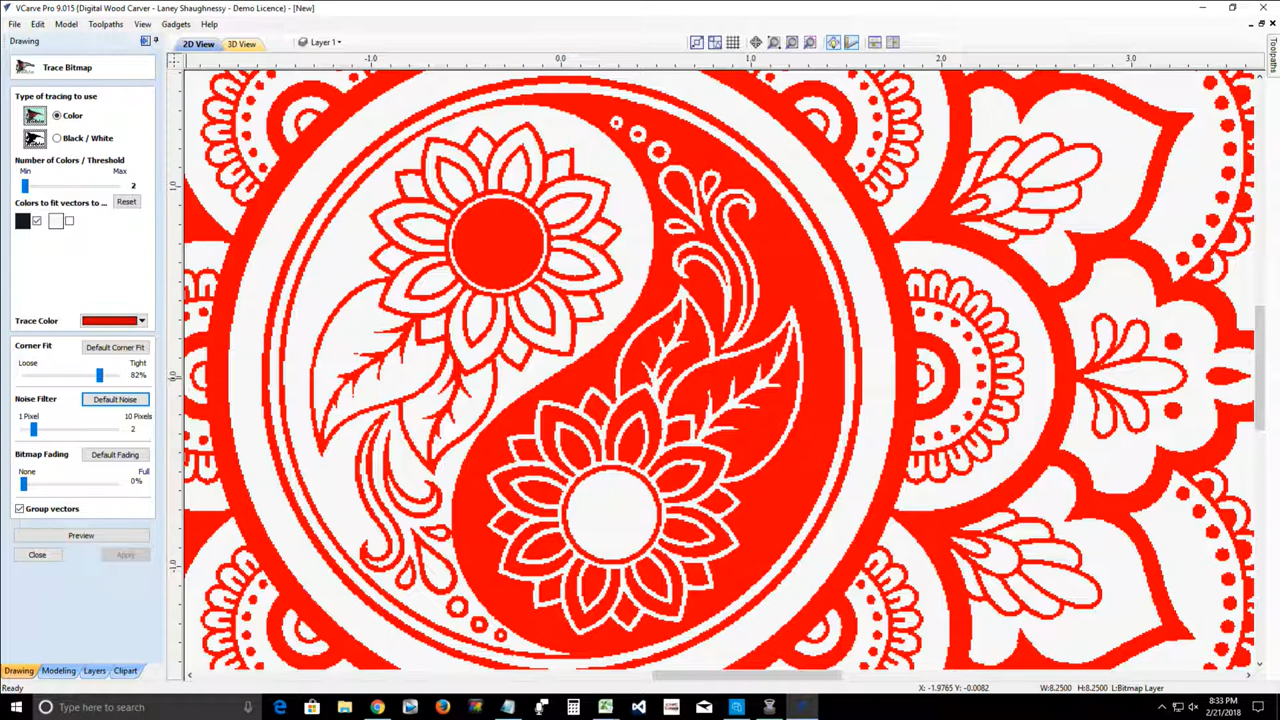 VCarve Pro 9.015 {Digital Wood Carver - Laney Shaughnessy - Demo Licence} - [New]
File Edit Model Toolpaths View Gadgets Help
Drawing
2D View 3D View Layer 1
Toolpaths
Trace Bitmap
-1.0 0.0 1.0 2.0 3.0
Type of tracing to use
Color
Black / White
Number of Colors / Threshold
Min Max
2
Colors to fit vectors to ... Reset
1.0
Trace Color
Corner Fit Default Corner Fit
Loose Tight
82%
0.0
Noise Filter Default Noise
1 Pixel 10 Pixels
2
Bitmap Fading Default Fading
None Full
0%
Group vectors
Preview
Close Apply
-1.0
Drawing Modeling Layers Clipart
Ready X: -1.9765 Y: -0.0082 W:8.2500 H:8.2500 L:Bitmap Layer
Type here to search
8:33 PM
2/21/2018